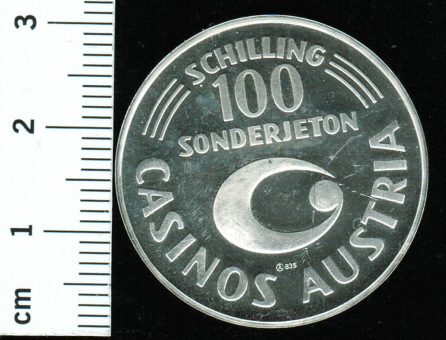 SCHILLING
100
SONDERJETON
CASINOS AUSTRIA
835
3
2
1
cm